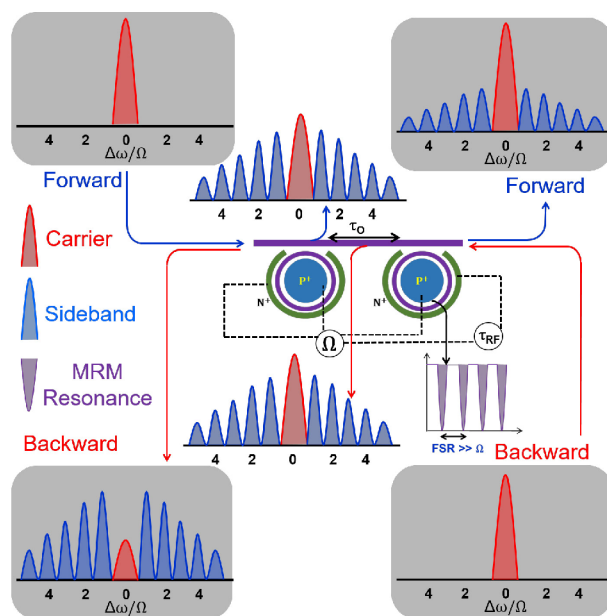 4 2 0 2 4
Δω/Ω
Forward
4 2 0 2 4
4 2 0 2 4
Δω/Ω
Forward
τO
Carrier
Sideband
MRM
Resonance
P+
N+
P+
N+
Ω
τRF
FSR >> Ω
4 2 0 2 4
Backward
Backward
4 2 0 2 4
Δω/Ω
4 2 0 2 4
Δω/Ω